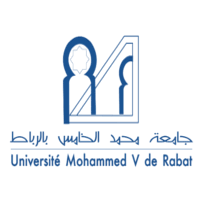 جامعة محمد الخامس بالرباط
Université Mohammed V de Rabat